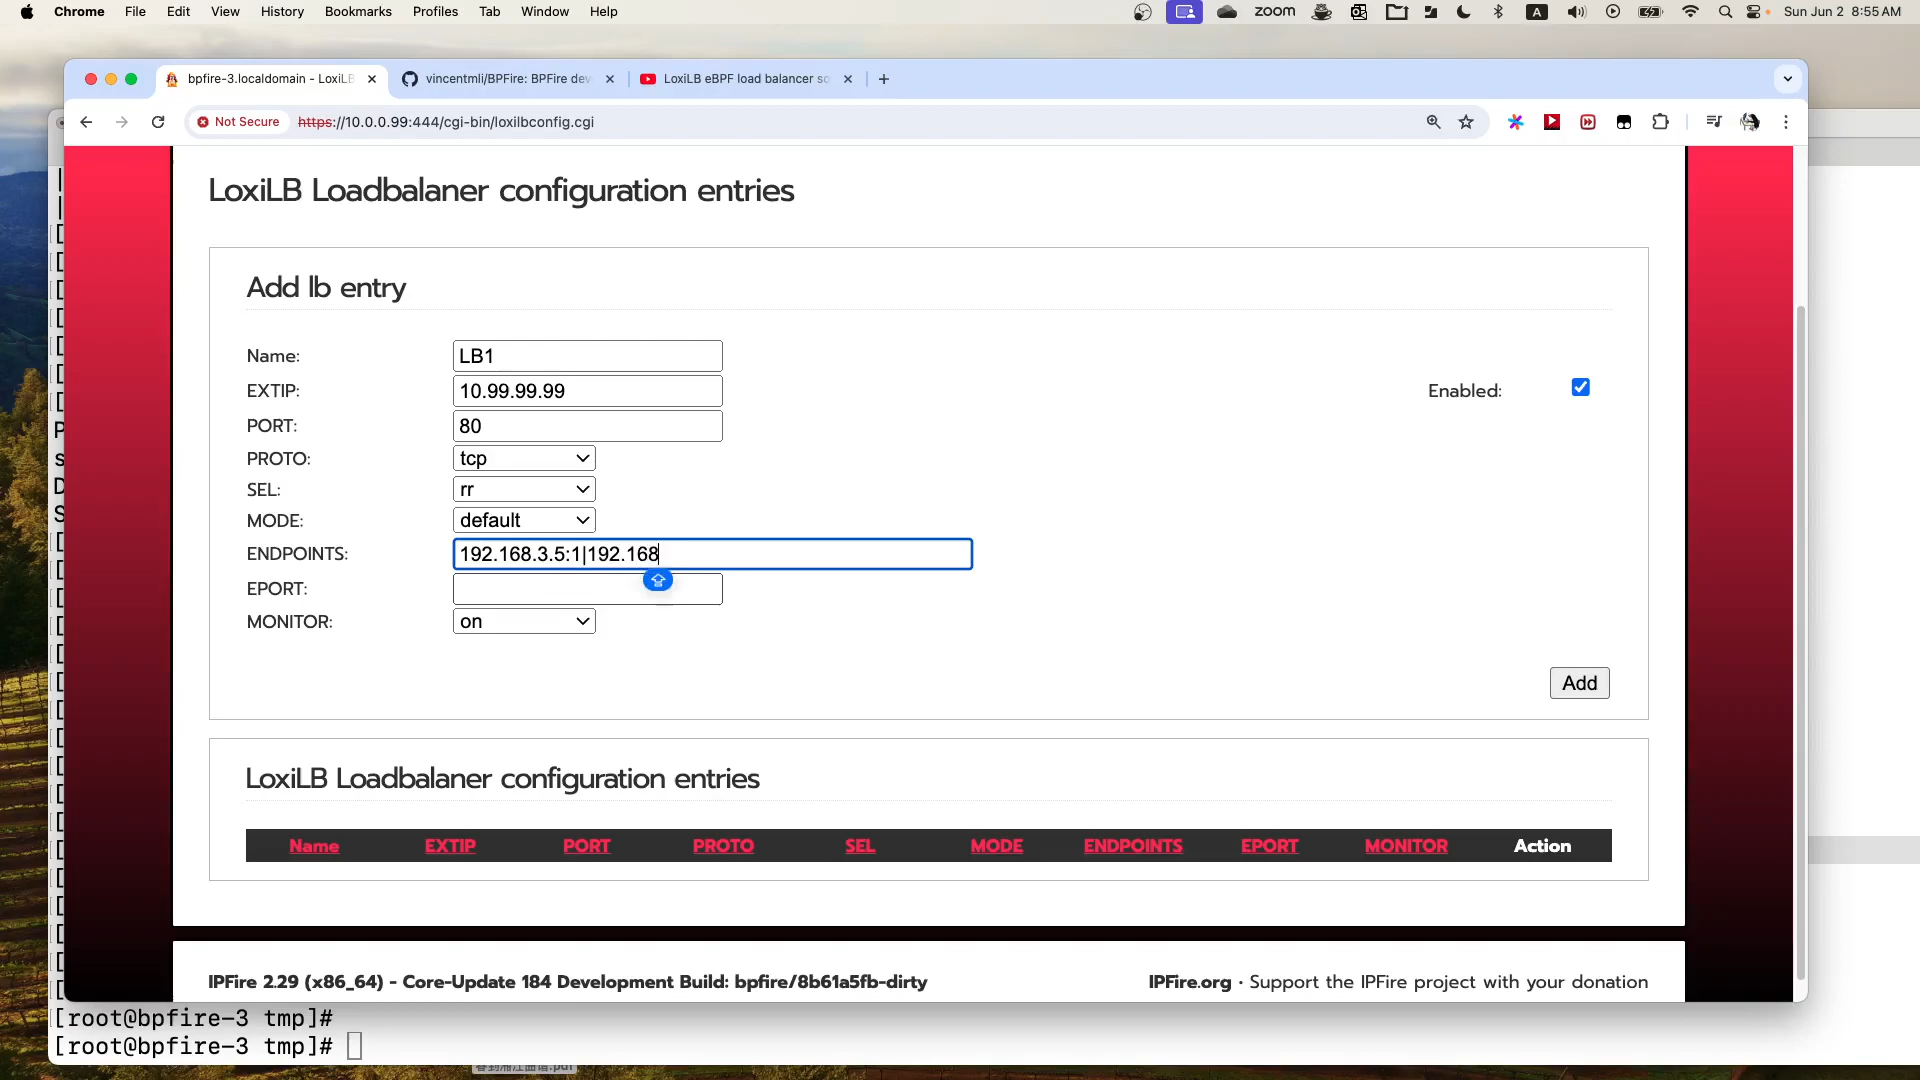 Chrome File Edit View History Bookmarks Profiles Tab Window Help
zoom A Sun Jun 2 8:55 AM
bpfire-3.localdomain - LoxiLB
vincentmli/BPFire: BPFire dev
LoxiLB eBPF load balancer so
Not Secure https://10.0.0.99:444/cgi-bin/loxilbconfig.cgi
LoxiLB Loadbalaner configuration entries
Add lb entry
Name: LB1
EXTIP: 10.99.99.99 Enabled:
PORT: 80
PROTO: tcp
SEL: rr
MODE: default
ENDPOINTS: 192.168.3.5:1|192.168
EPORT:
MONITOR: on
Add
LoxiLB Loadbalaner configuration entries
Name EXTIP PORT PROTO SEL MODE ENDPOINTS EPORT MONITOR Action
IPFire 2.29 (x86_64) - Core-Update 184 Development Build: bpfire/8b61a5fb-dirty IPFire.org • Support the IPFire project with your donation
[root@bpfire-3 tmp]#
[root@bpfire-3 tmp]#